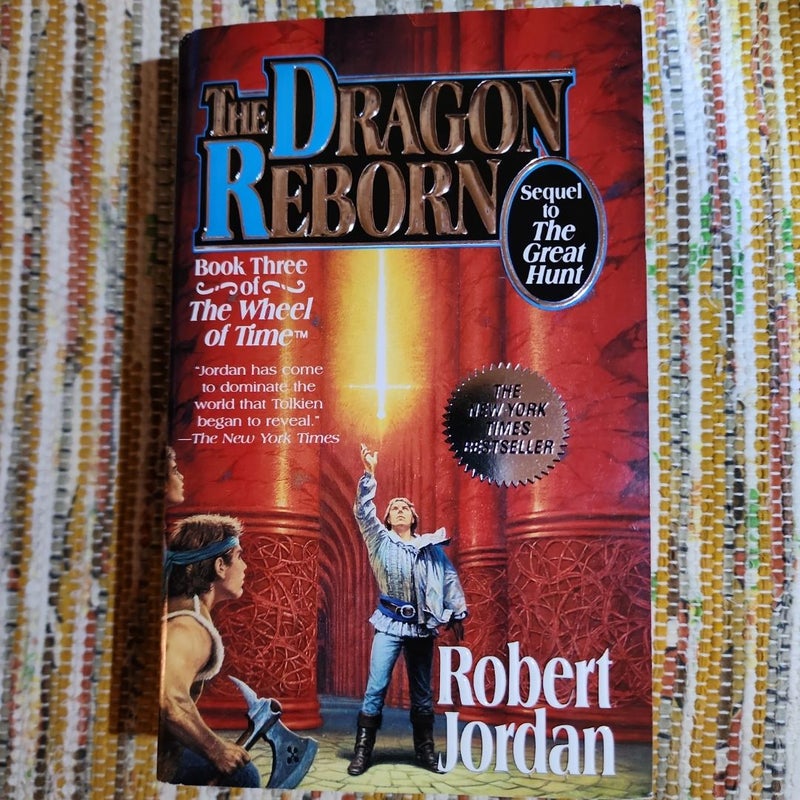 THE DRAGON
REBORN
Sequel
to
The
Great
Hunt
Book Three
of
The Wheel
of Time™
"Jordan has come
to dominate the
world that Tolkien
began to reveal."
—The New York Times
THE
NEW YORK
TIMES
BESTSELLER
Robert
Jordan